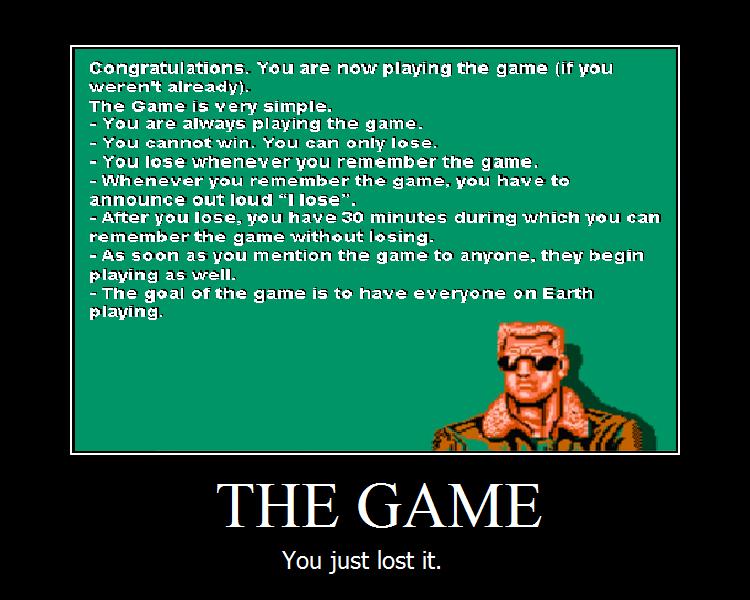 Congratulations. You are now playing the game (if you
weren't already).
The Game is very simple.
- You are always playing the game.
- You cannot win. You can only lose.
- You lose whenever you remember the game.
- Whenever you remember the game, you have to
announce out loud "I lose".
- After you lose, you have 30 minutes during which you can
remember the game without losing.
- As soon as you mention the game to anyone, they begin
playing as well.
- The goal of the game is to have everyone on Earth
playing.
THE GAME
You just lost it.